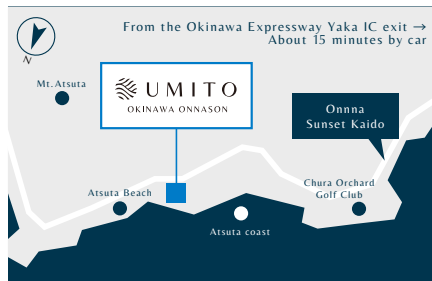 From the Okinawa Expressway Yaka IC exit →
About 15 minutes by car
N
Mt. Atsuta
UMITO
OKINAWA ONNASON
Onnna
Sunset Kaido
Atsuta Beach
Chura Orchard
Golf Club
Atsuta coast